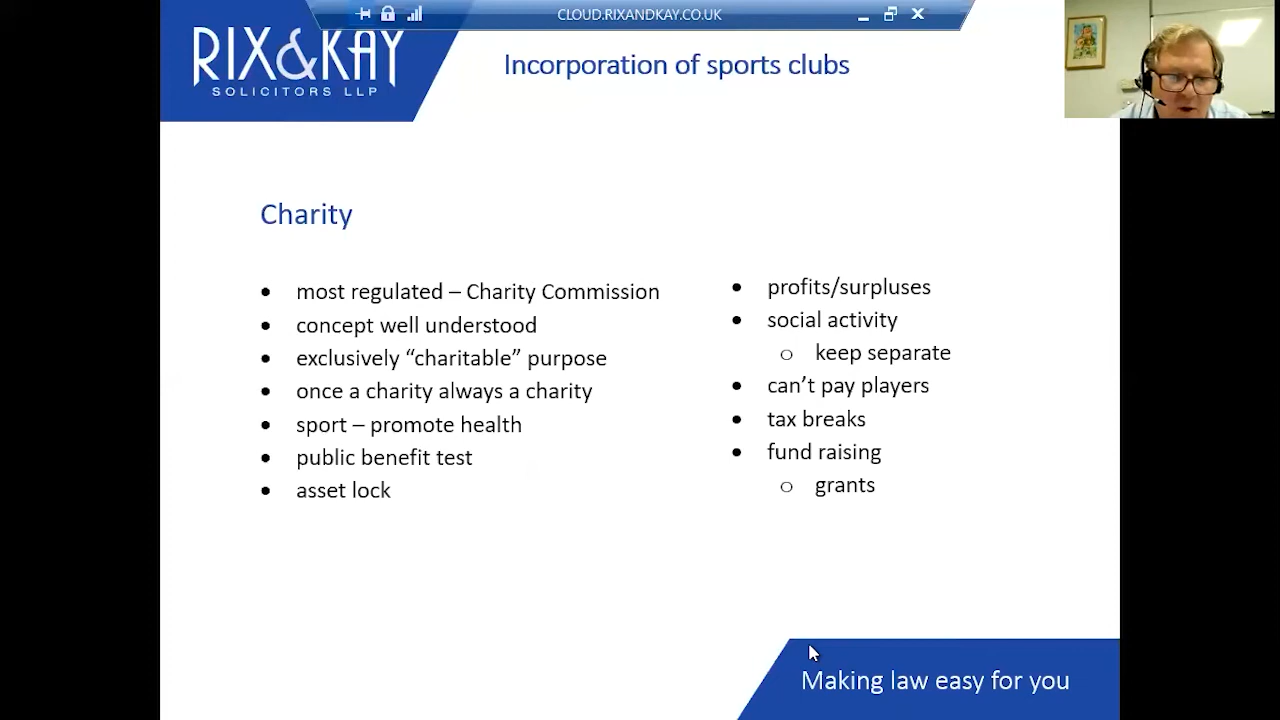 CLOUD.RIXANDKAY.CO.UK
RIX&KAY
SOLICITORS LLP
Incorporation of sports clubs
Charity
• most regulated – Charity Commission
• concept well understood
• exclusively “charitable” purpose
• once a charity always a charity
• sport – promote health
• public benefit test
• asset lock
• profits/surpluses
• social activity
o keep separate
• can’t pay players
• tax breaks
• fund raising
o grants
Making law easy for you